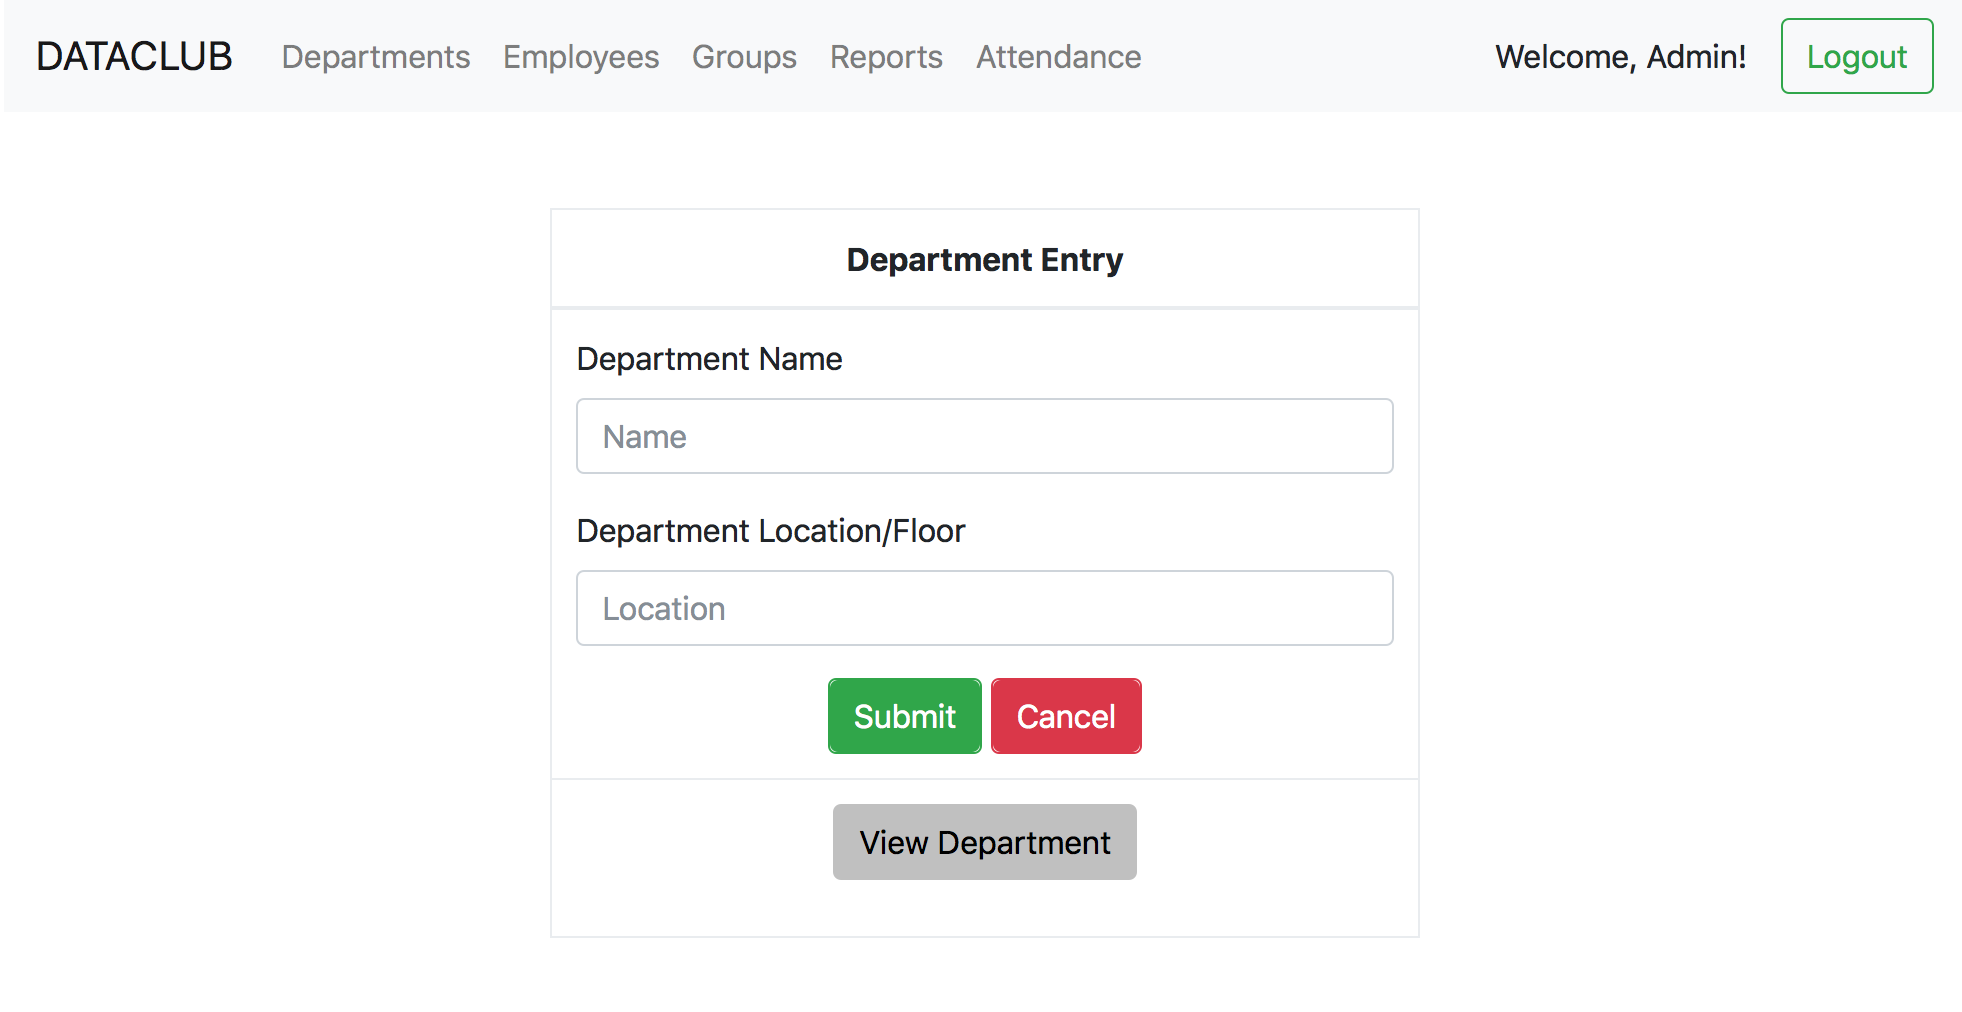 DATACLUB Departments Employees Groups Reports Attendance Welcome, Admin! Logout
Department Entry
Department Name
Name
Department Location/Floor
Location
Submit Cancel
View Department